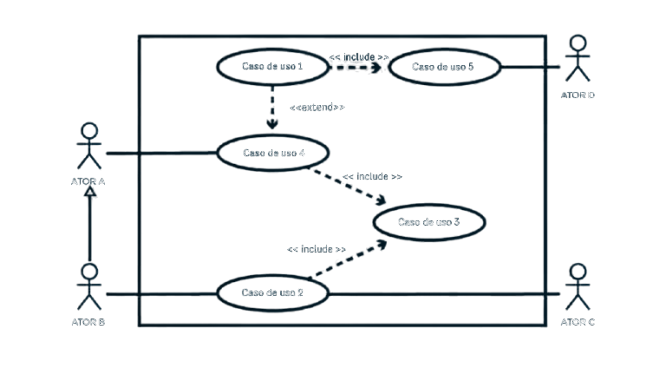 << include >>
Caso de uso 1
Caso de uso 5
ATOR D
<<extend>>
Caso de uso 4
ATOR A
<< include >>
Caso de uso 3
<< include >>
Caso de uso 2
ATOR B
ATOR C